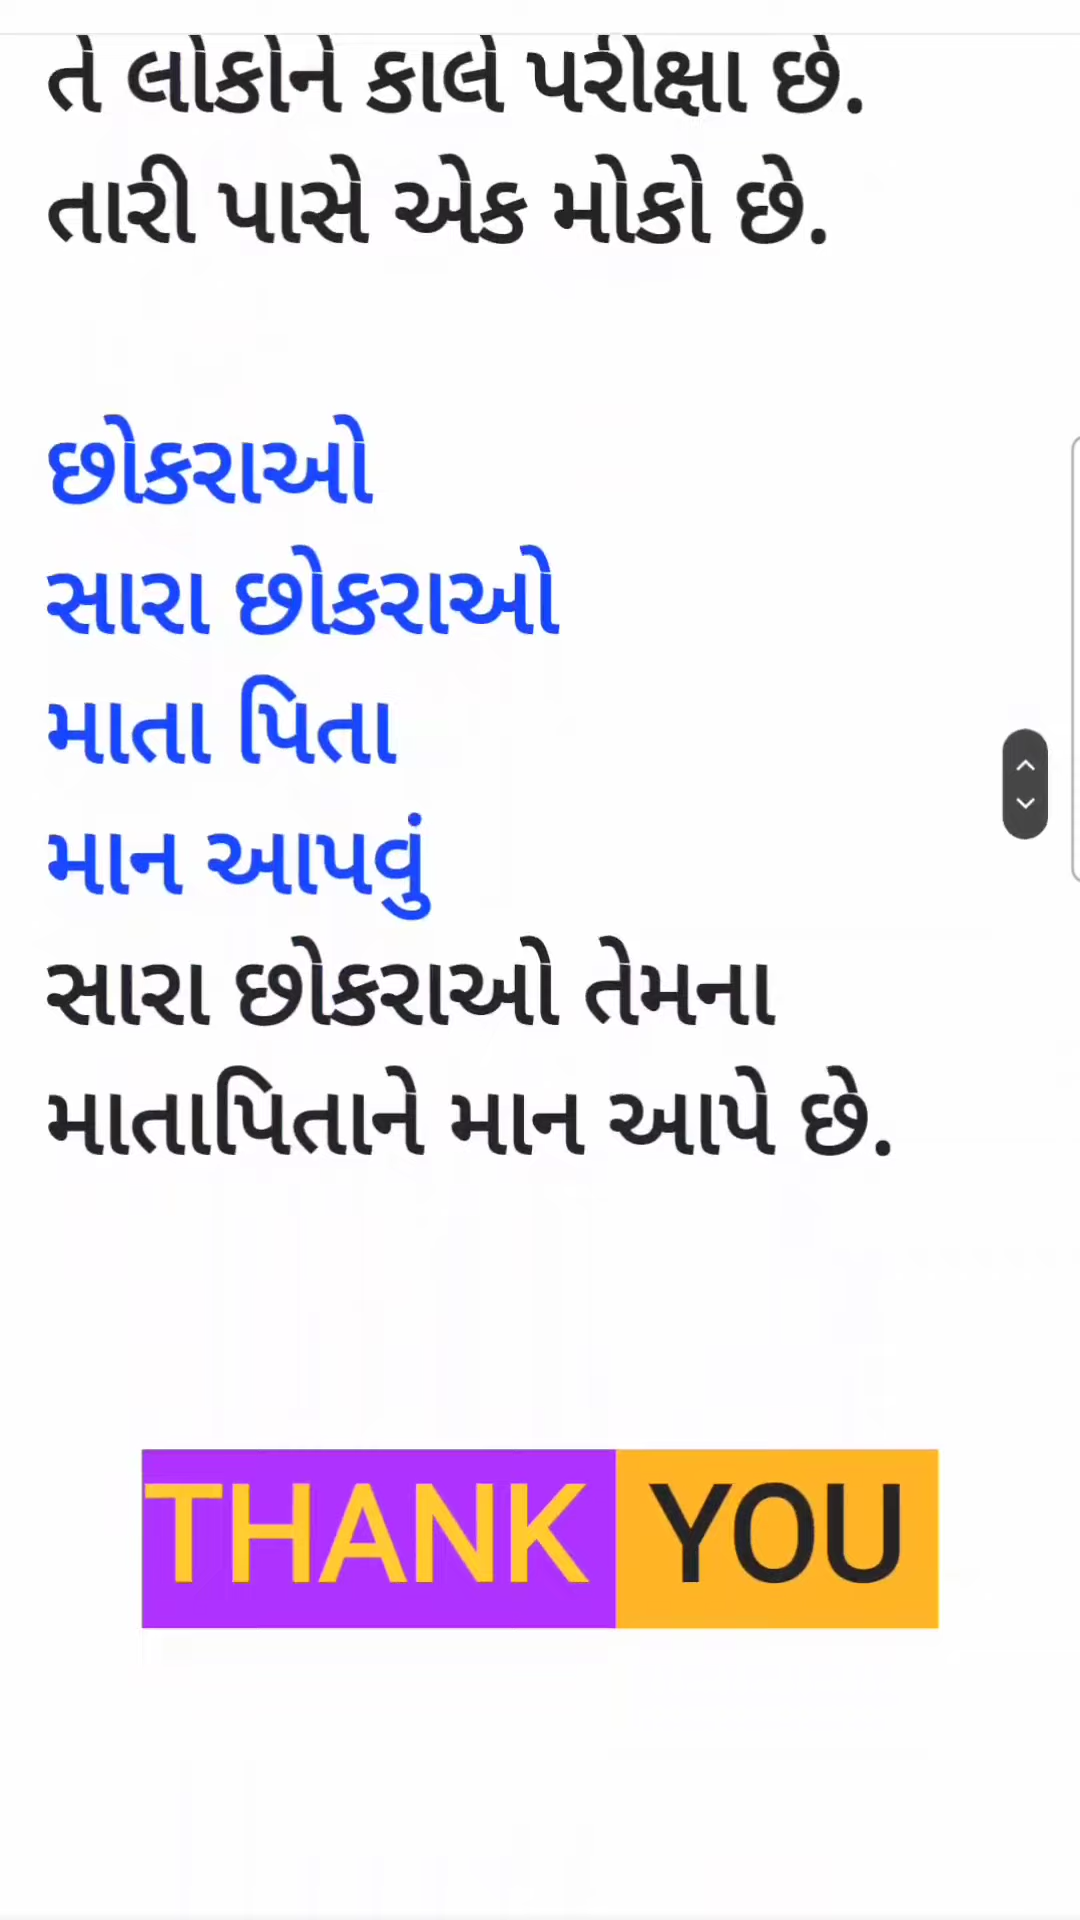 તે લોકોને કાલે પરીક્ષા છે.
તારી પાસે એક મોકો છે.
છોકરાઓ
સારા છોકરાઓ
માતા પિતા
માન આપવું
સારા છોકરાઓ તેમના
માતાપિતાને માન આપે છે.
THANK YOU